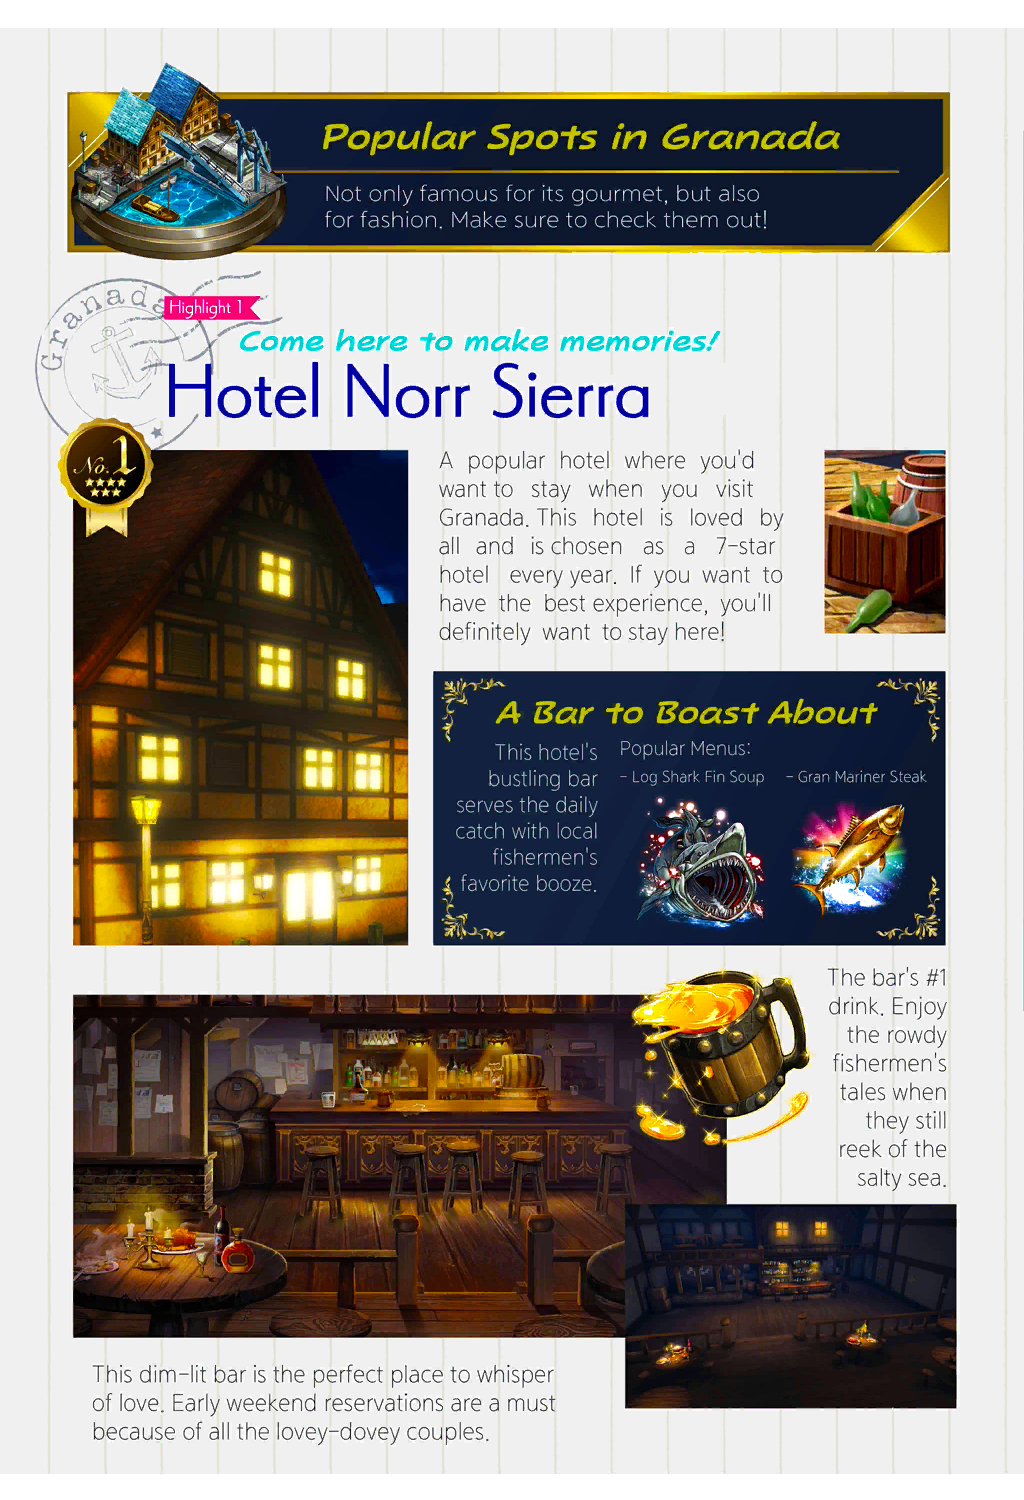 Popular Spots in Granada
Not only famous for its gourmet, but also
for fashion. Make sure to check them out!
Granada
Highlight 1
Come here to make memories!
Hotel Norr Sierra
No.1
A popular hotel where you'd
want to stay when you visit
Granada. This hotel is loved by
all and is chosen as a 7-star
hotel every year. If you want to
have the best experience, you'll
definitely want to stay here!
A Bar to Boast About
This hotel's
bustling bar
serves the daily
catch with local
fishermen's
favorite booze.
Popular Menus:
- Log Shark Fin Soup - Gran Mariner Steak
The bar's #1
drink. Enjoy
the rowdy
fishermen's
tales when
they still
reek of the
salty sea.
This dim-lit bar is the perfect place to whisper
of love. Early weekend reservations are a must
because of all the lovey-dovey couples.